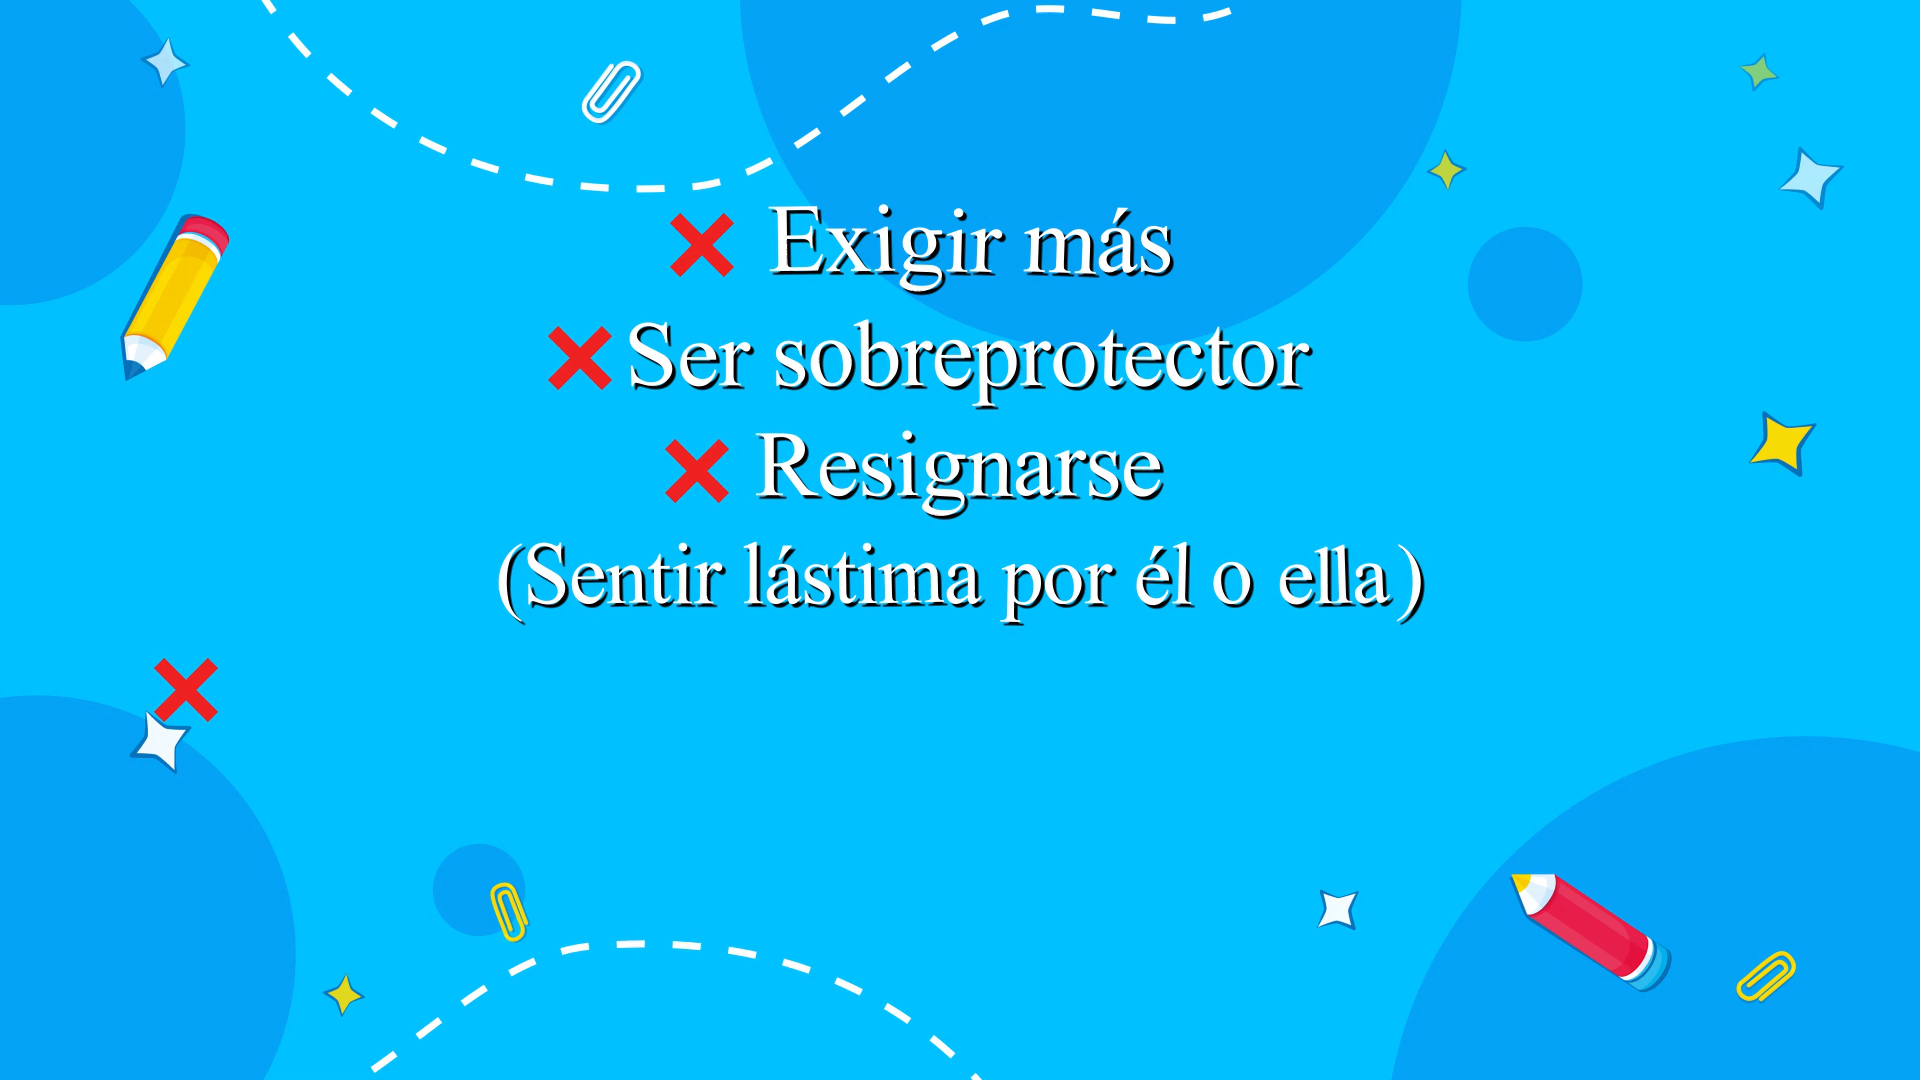 ❌ Exigir más
❌ Ser sobreprotector
❌ Resignarse
(Sentir lástima por él o ella)
❌